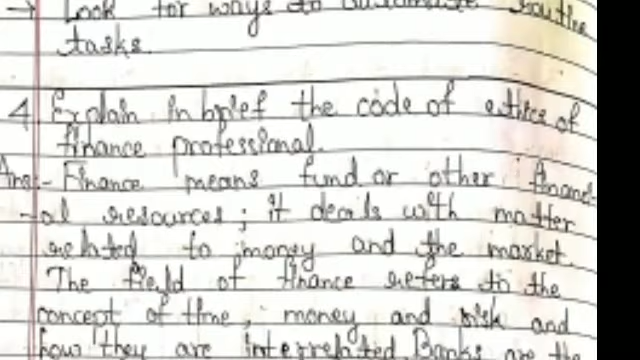 → Look for ways to automate routine
tasks.
4 Explain in brief the code of ethics of
finance professional.
Ans:- Finance means fund or other financi-
-al resources; it deals with matter
related to money and the market.
The field of finance refers to the
concept of time, money and risk and
how they are interrelated. Banks are the